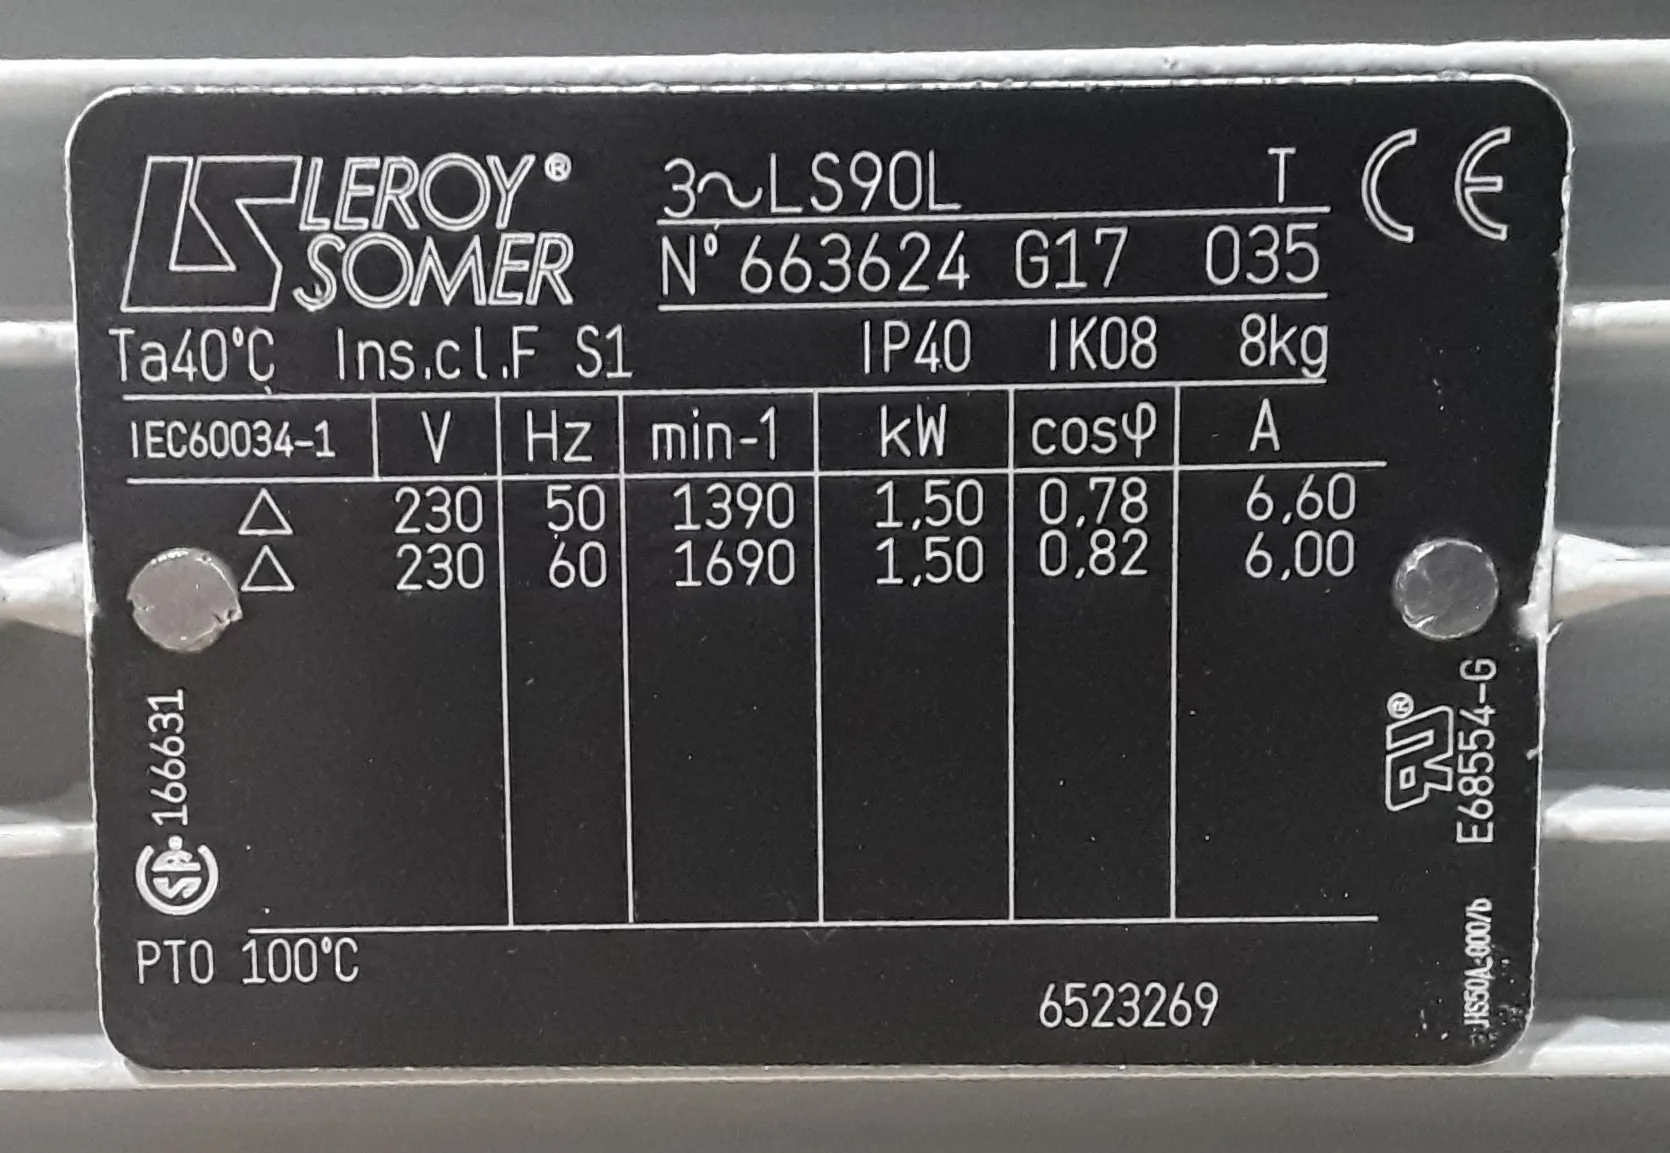 LEROY®
SOMER
3~LS90L T CE
N° 663624 G17 035
Ta40°C Ins.cl.F S1 IP40 IK08 8kg
IEC60034-1 V Hz min-1 kW cosφ A
△ 230 50 1390 1,50 0,78 6,60
△ 230 60 1690 1,50 0,82 6,00
166631
E68554-G
PTO 100°C
6523269